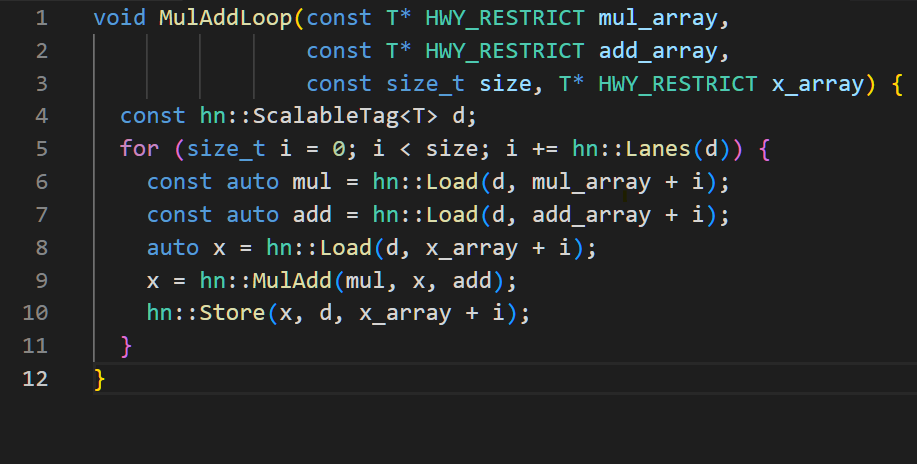 1 void MulAddLoop(const T* HWY_RESTRICT mul_array,
2                 const T* HWY_RESTRICT add_array,
3                 const size_t size, T* HWY_RESTRICT x_array) {
4   const hn::ScalableTag<T> d;
5   for (size_t i = 0; i < size; i += hn::Lanes(d)) {
6     const auto mul = hn::Load(d, mul_array + i);
7     const auto add = hn::Load(d, add_array + i);
8     auto x = hn::Load(d, x_array + i);
9     x = hn::MulAdd(mul, x, add);
10     hn::Store(x, d, x_array + i);
11   }
12 }